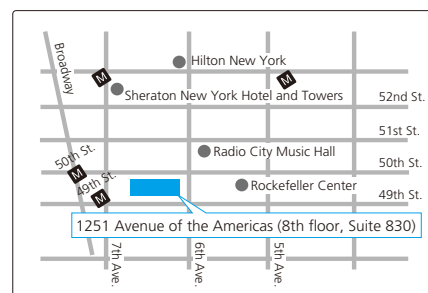 Broadway
Hilton New York
M
M
Sheraton New York Hotel and Towers
52nd St.
51st St.
50th St.
Radio City Music Hall
50th St.
M
49th St.
M
Rockefeller Center
49th St.
1251 Avenue of the Americas (8th floor, Suite 830)
7th Ave.
6th Ave.
5th Ave.